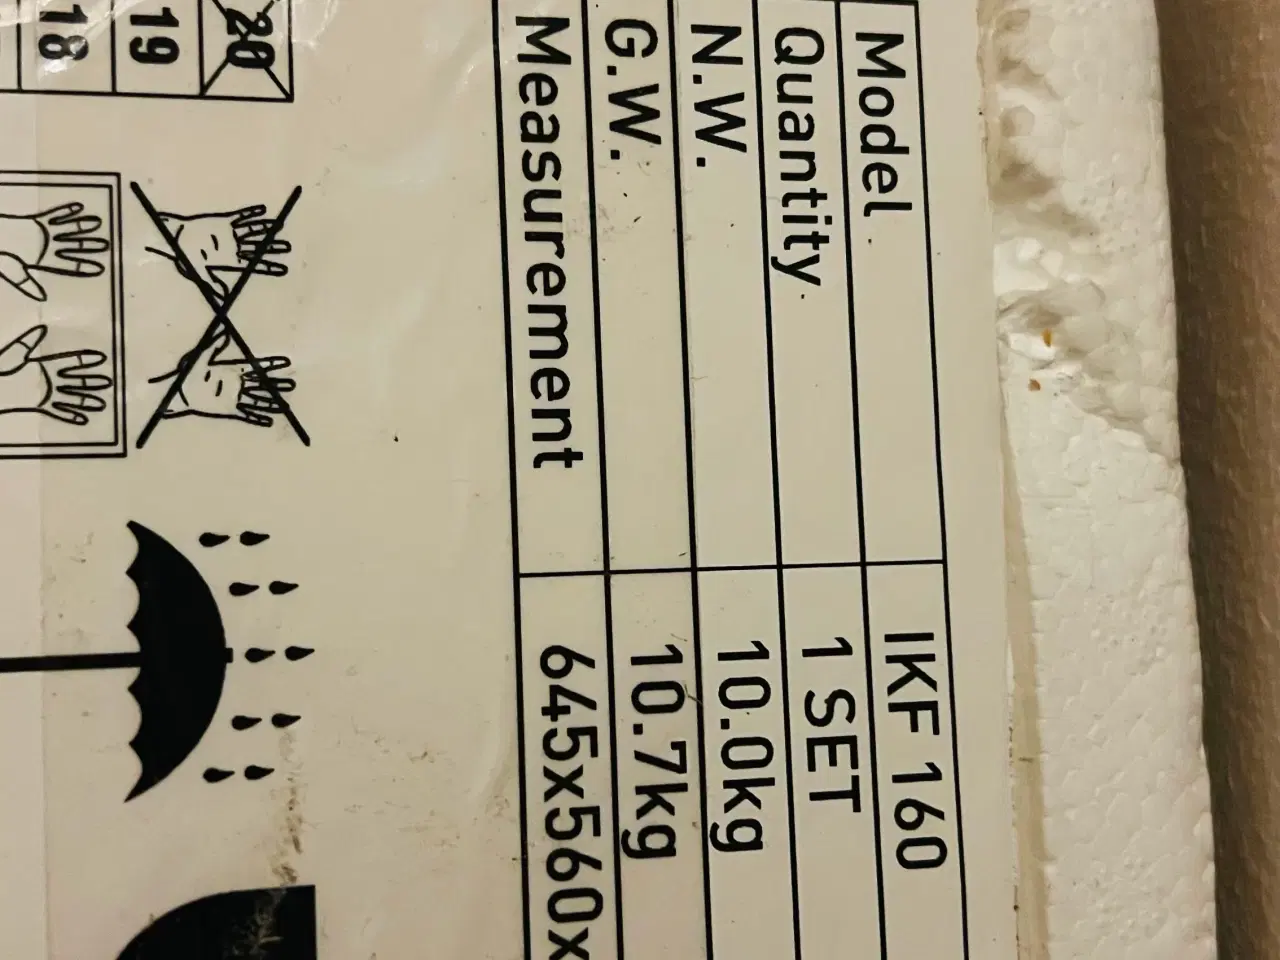 Model IKF 160
Quantity 1 SET
N.W. 10.0kg
G.W. 10.7kg
Measurement 645x560x
20
19
18